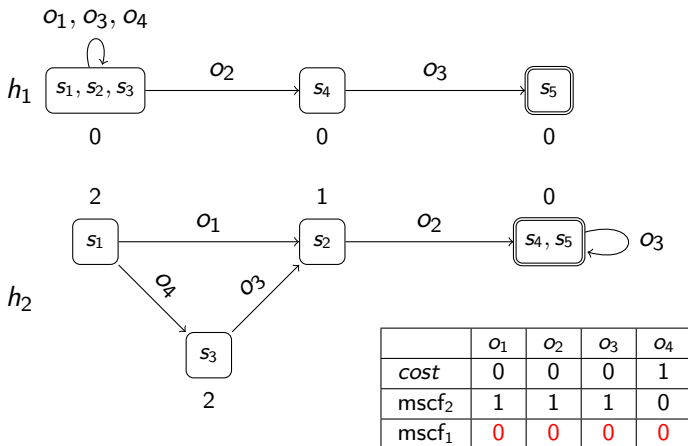 o₁, o₃, o₄
h₁ s₁, s₂, s₃ o₂ s₄ o₃ s₅
0 0 0
2 1 0
s₁ o₁ s₂ o₂ s₄, s₅ o₃
o₄ o₃
h₂
s₃
2
o₁ o₂ o₃ o₄
cost 0 0 0 1
mscf₂ 1 1 1 0
mscf₁ 0 0 0 0